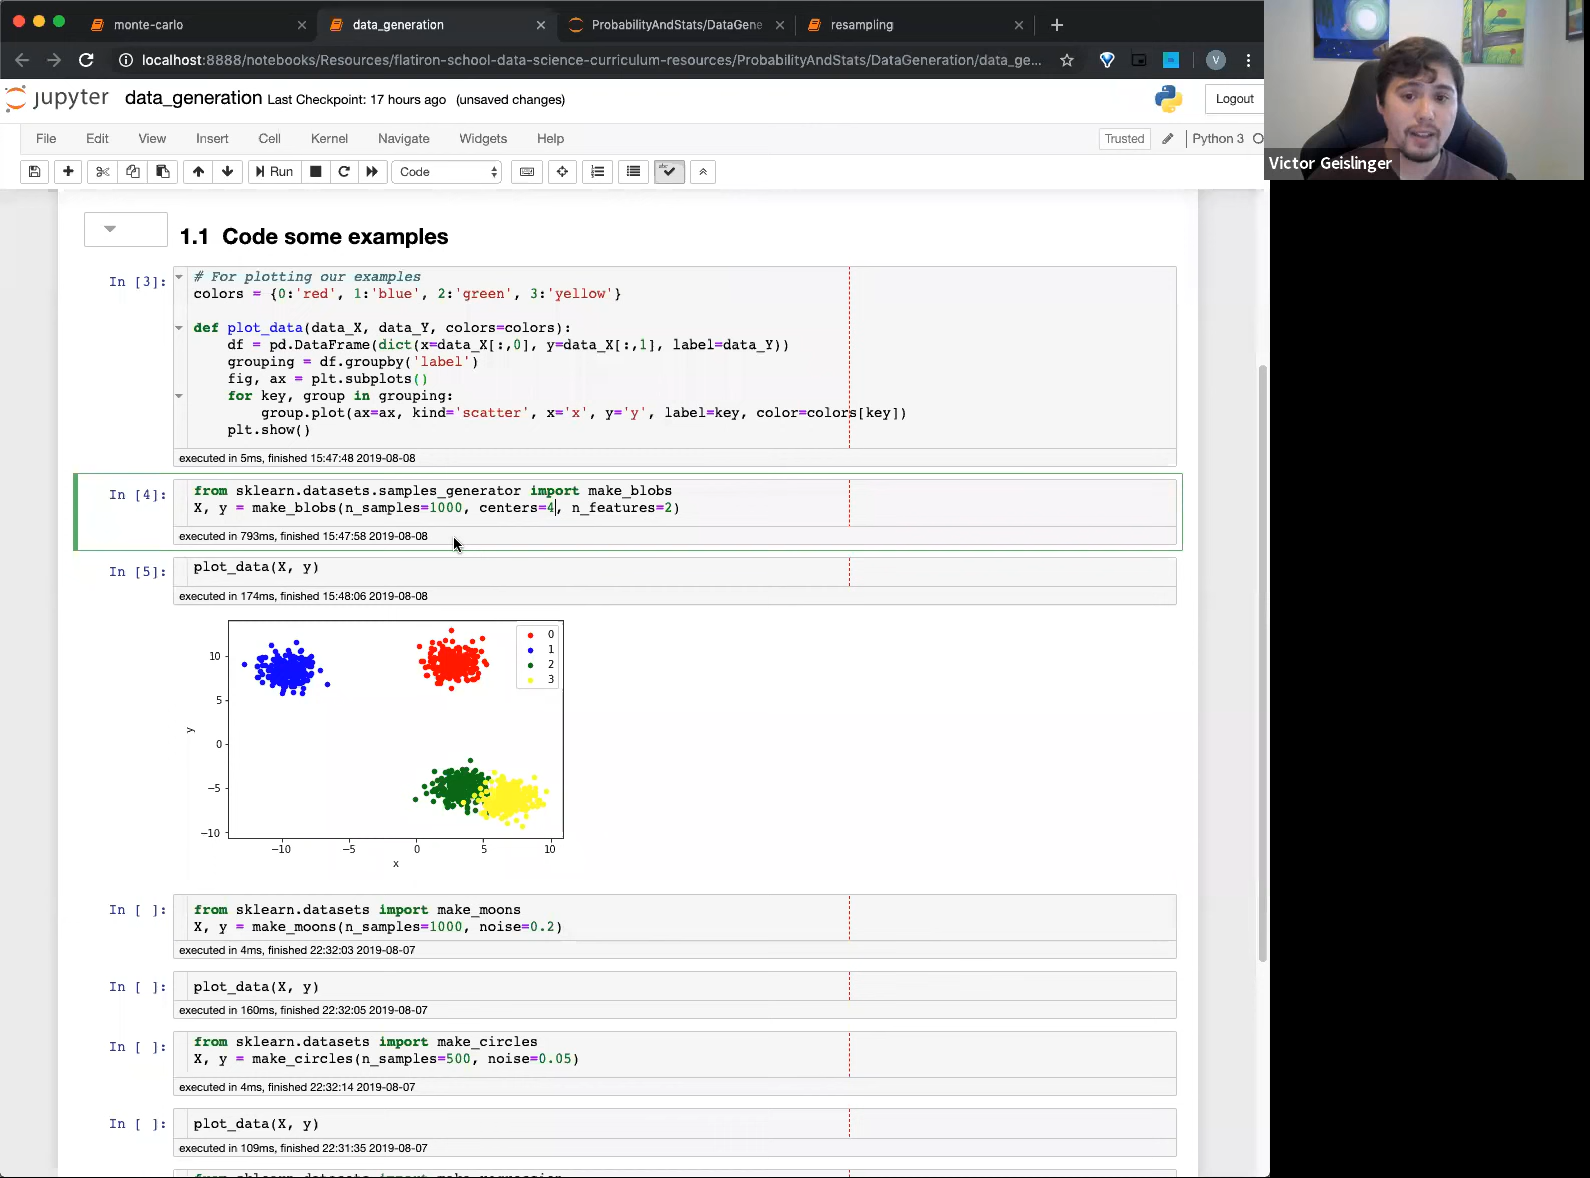 monte-carlo
data_generation
ProbabilityAndStats/DataGene
resampling
localhost:8888/notebooks/Resources/flatiron-school-data-science-curriculum-resources/ProbabilityAndStats/DataGeneration/data_ge...
V
jupyter data_generation Last Checkpoint: 17 hours ago (unsaved changes)
Logout
Victor Geislinger
File Edit View Insert Cell Kernel Navigate Widgets Help
Trusted Python 3
Run Code
1.1 Code some examples
In [3]:
# For plotting our examples
colors = {0:'red', 1:'blue', 2:'green', 3:'yellow'}
def plot_data(data_X, data_Y, colors=colors):
df = pd.DataFrame(dict(x=data_X[:,0], y=data_X[:,1], label=data_Y))
grouping = df.groupby('label')
fig, ax = plt.subplots()
for key, group in grouping:
group.plot(ax=ax, kind='scatter', x='x', y='y', label=key, color=colors[key])
plt.show()
executed in 5ms, finished 15:47:48 2019-08-08
In [4]:
from sklearn.datasets.samples_generator import make_blobs
X, y = make_blobs(n_samples=1000, centers=4, n_features=2)
executed in 793ms, finished 15:47:58 2019-08-08
In [5]:
plot_data(X, y)
executed in 174ms, finished 15:48:06 2019-08-08
0
1
2
3
10
5
0
−5
−10
y
−10 −5 0 5 10
x
In [ ]:
from sklearn.datasets import make_moons
X, y = make_moons(n_samples=1000, noise=0.2)
executed in 4ms, finished 22:32:03 2019-08-07
In [ ]:
plot_data(X, y)
executed in 160ms, finished 22:32:05 2019-08-07
In [ ]:
from sklearn.datasets import make_circles
X, y = make_circles(n_samples=500, noise=0.05)
executed in 4ms, finished 22:32:14 2019-08-07
In [ ]:
plot_data(X, y)
executed in 109ms, finished 22:31:35 2019-08-07